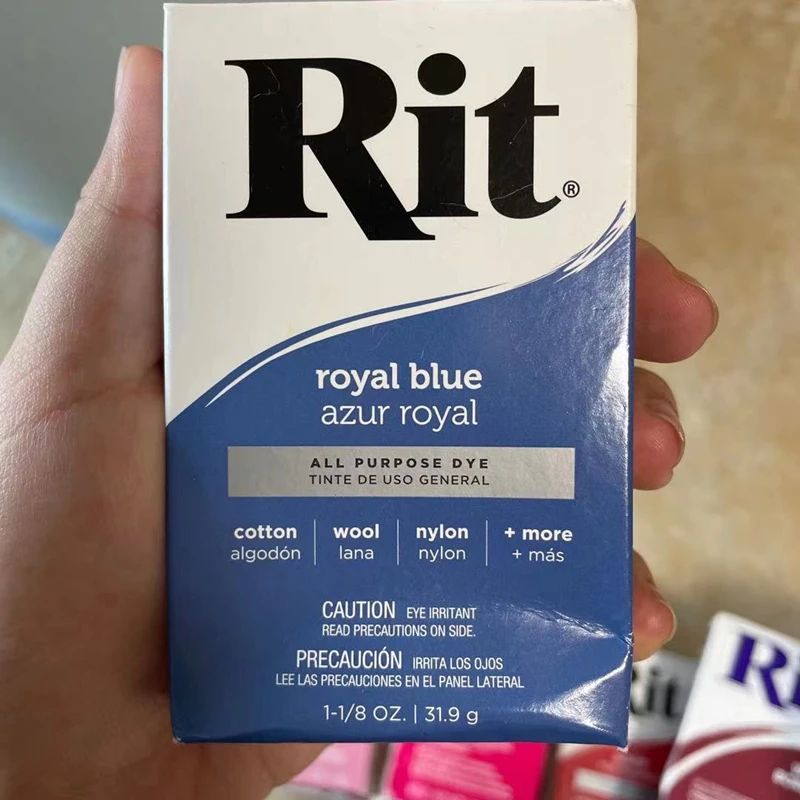 Rit®
royal blue
azur royal
ALL PURPOSE DYE
TINTE DE USO GENERAL
cotton wool nylon + more
algodón lana nylon + más
CAUTION EYE IRRITANT
READ PRECAUTIONS ON SIDE.
PRECAUCIÓN IRRITA LOS OJOS
LEE LAS PRECAUCIONES EN EL PANEL LATERAL
1-1/8 OZ. | 31.9 g